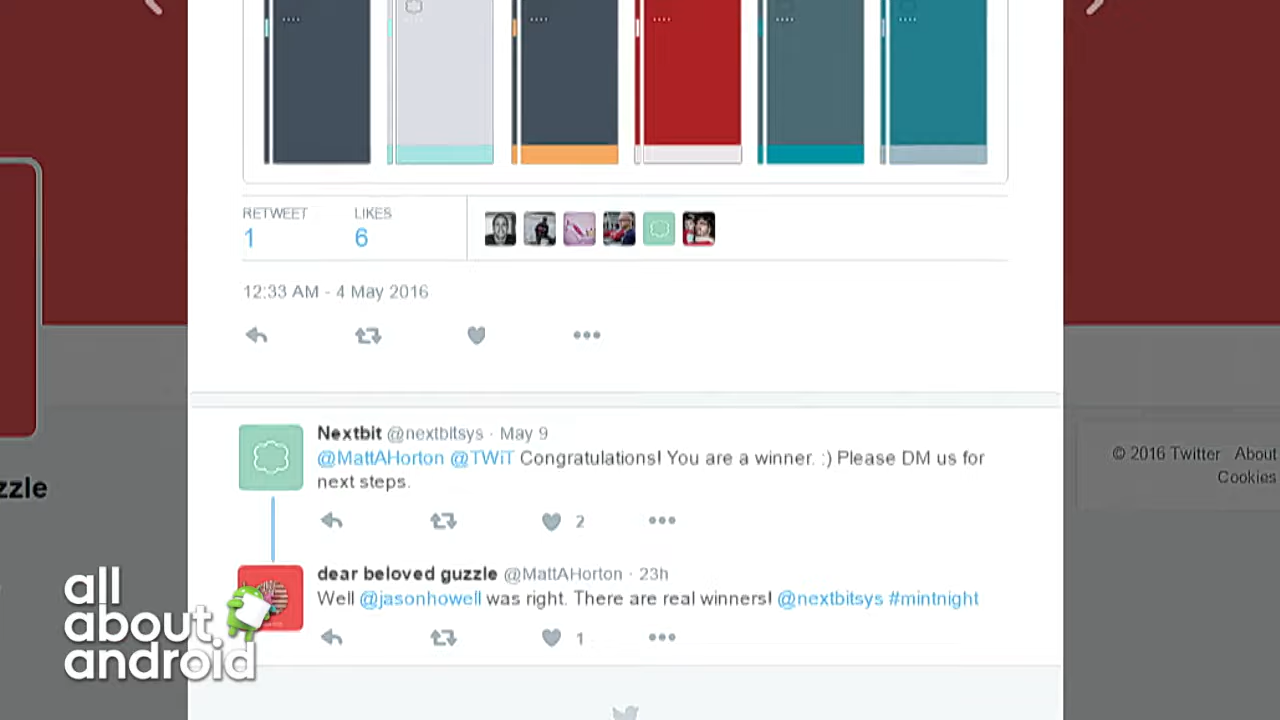 RETWEET LIKES
1 6
12:33 AM - 4 May 2016
Nextbit @nextbitsys · May 9
@MattAHorton @TWiT Congratulations! You are a winner. :) Please DM us for
next steps.
2
dear beloved guzzle @MattAHorton · 23h
Well @jasonhowell was right. There are real winners! @nextbitsys #mintnight
1
zzle
© 2016 Twitter About
Cookies
all
about
android